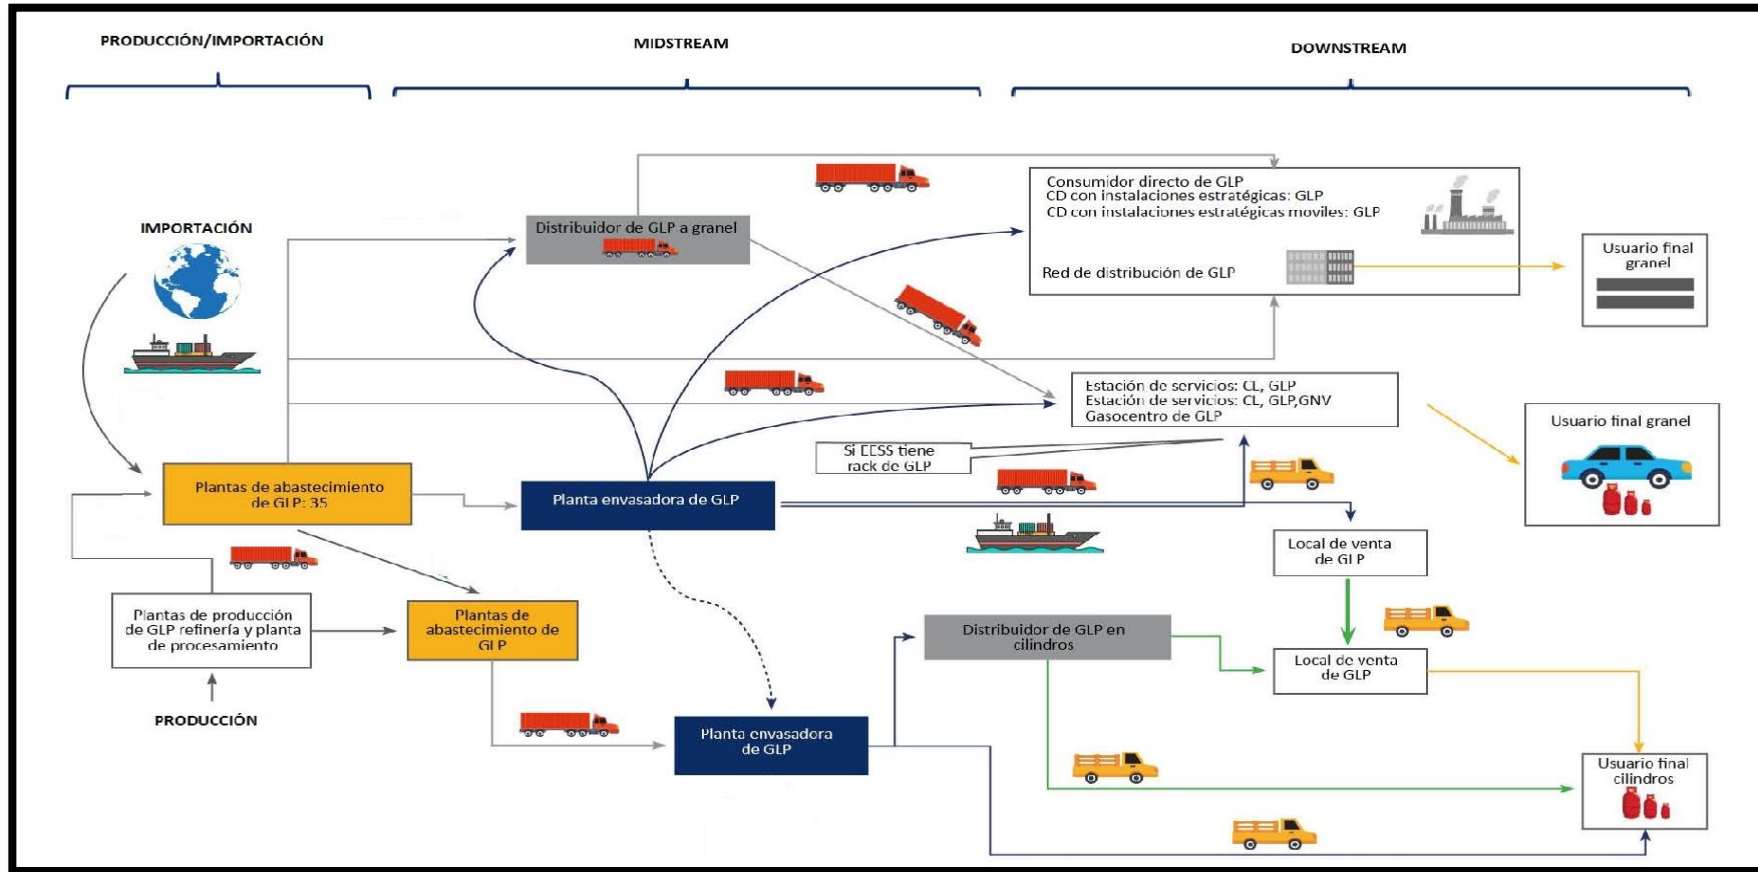 PRODUCCIÓN/IMPORTACIÓN
MIDSTREAM
DOWNSTREAM
IMPORTACIÓN
Distribuidor de GLP a granel
Consumidor directo de GLP
CD con instalaciones estratégicas: GLP
CD con instalaciones estratégicas moviles: GLP
Red de distribución de GLP
Usuario final
granel
Estación de servicios: CL, GLP
Estación de servicios: CL, GLP,GNV
Gasocentro de GLP
Usuario final granel
Si EESS tiene
rack de GLP
Plantas de abastecimiento
de GLP: 35
Planta envasadora de GLP
Local de venta
de GLP
Plantas de producción
de GLP refinería y planta
de procesamiento
Plantas de
abastecimiento de
GLP
Distribuidor de GLP en
cilindros
Local de venta
de GLP
PRODUCCIÓN
Planta envasadora
de GLP
Usuario final
cilindros